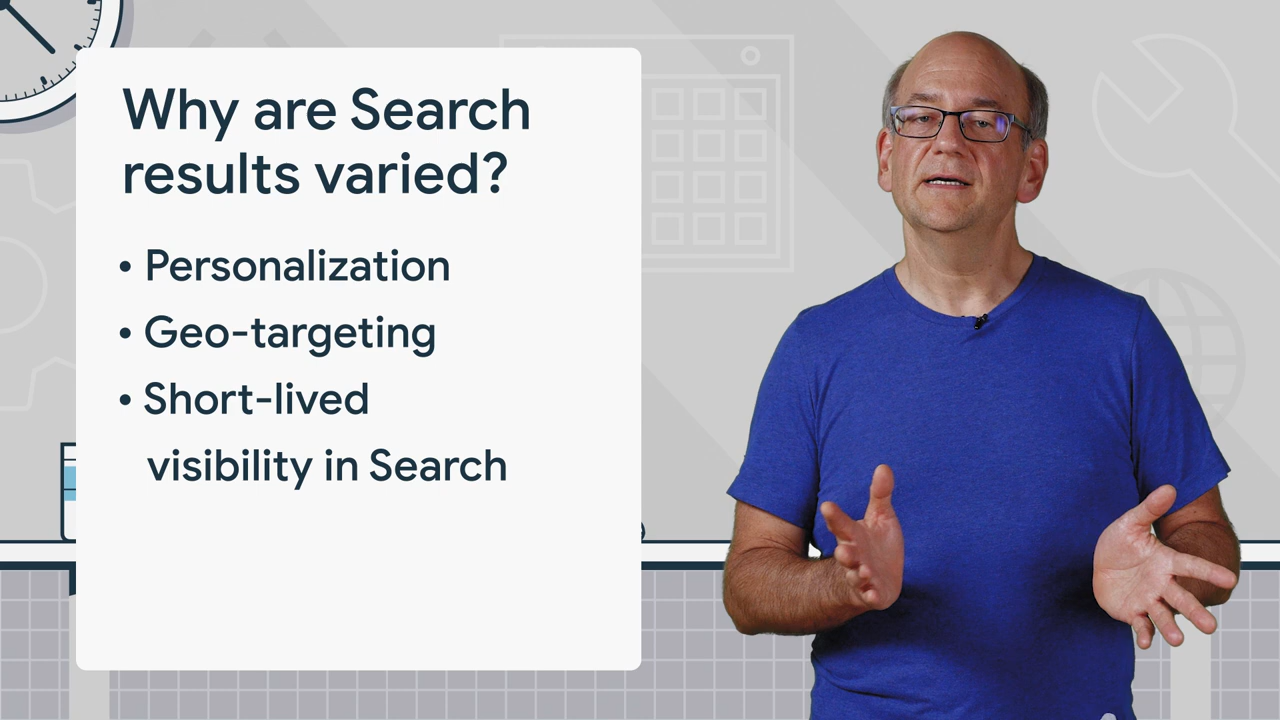 Why are Search
results varied?
• Personalization
• Geo-targeting
• Short-lived
visibility in Search